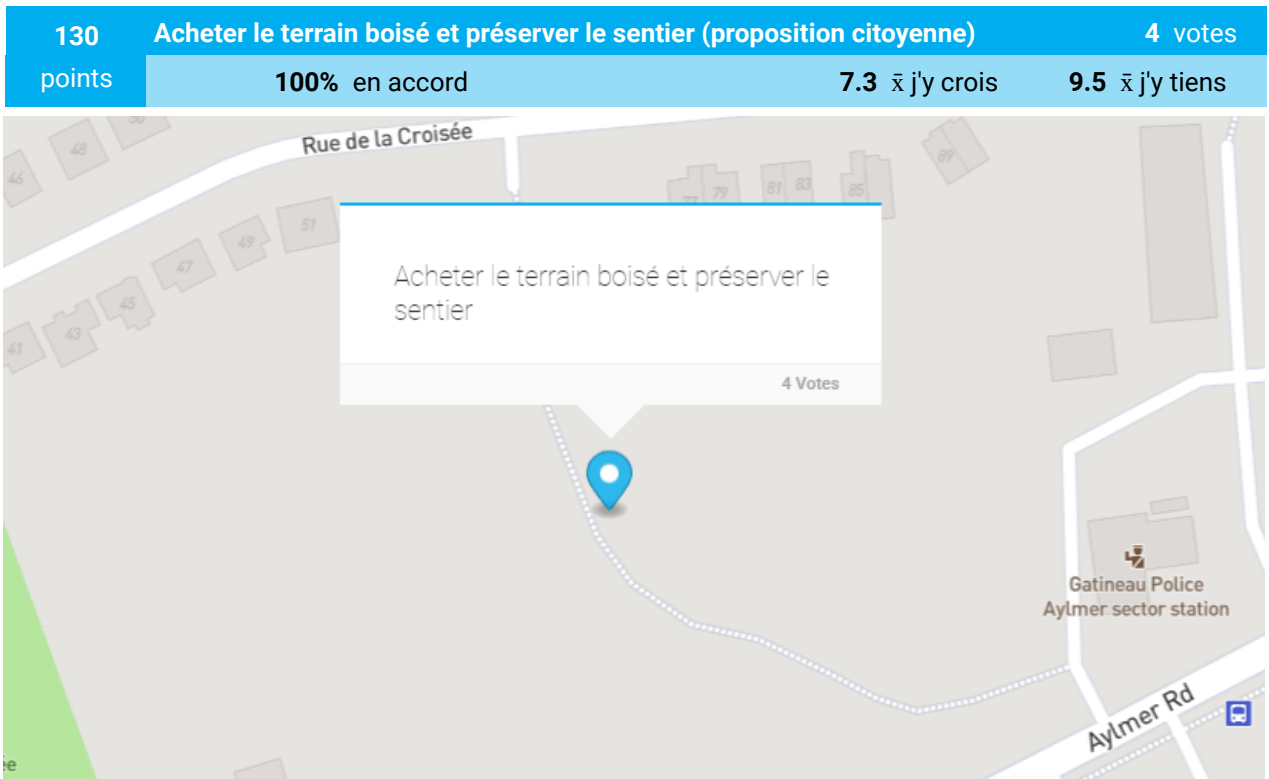 130 points
Acheter le terrain boisé et préserver le sentier (proposition citoyenne)
4 votes
100% en accord
7.3 x̄ j'y crois
9.5 x̄ j'y tiens
50
48
46
Rue de la Croisée
89
77
79
81
83
85
51
49
47
45
43
41
Acheter le terrain boisé et préserver le
sentier
4 Votes
Gatineau Police
Aylmer sector station
Aylmer Rd
ée